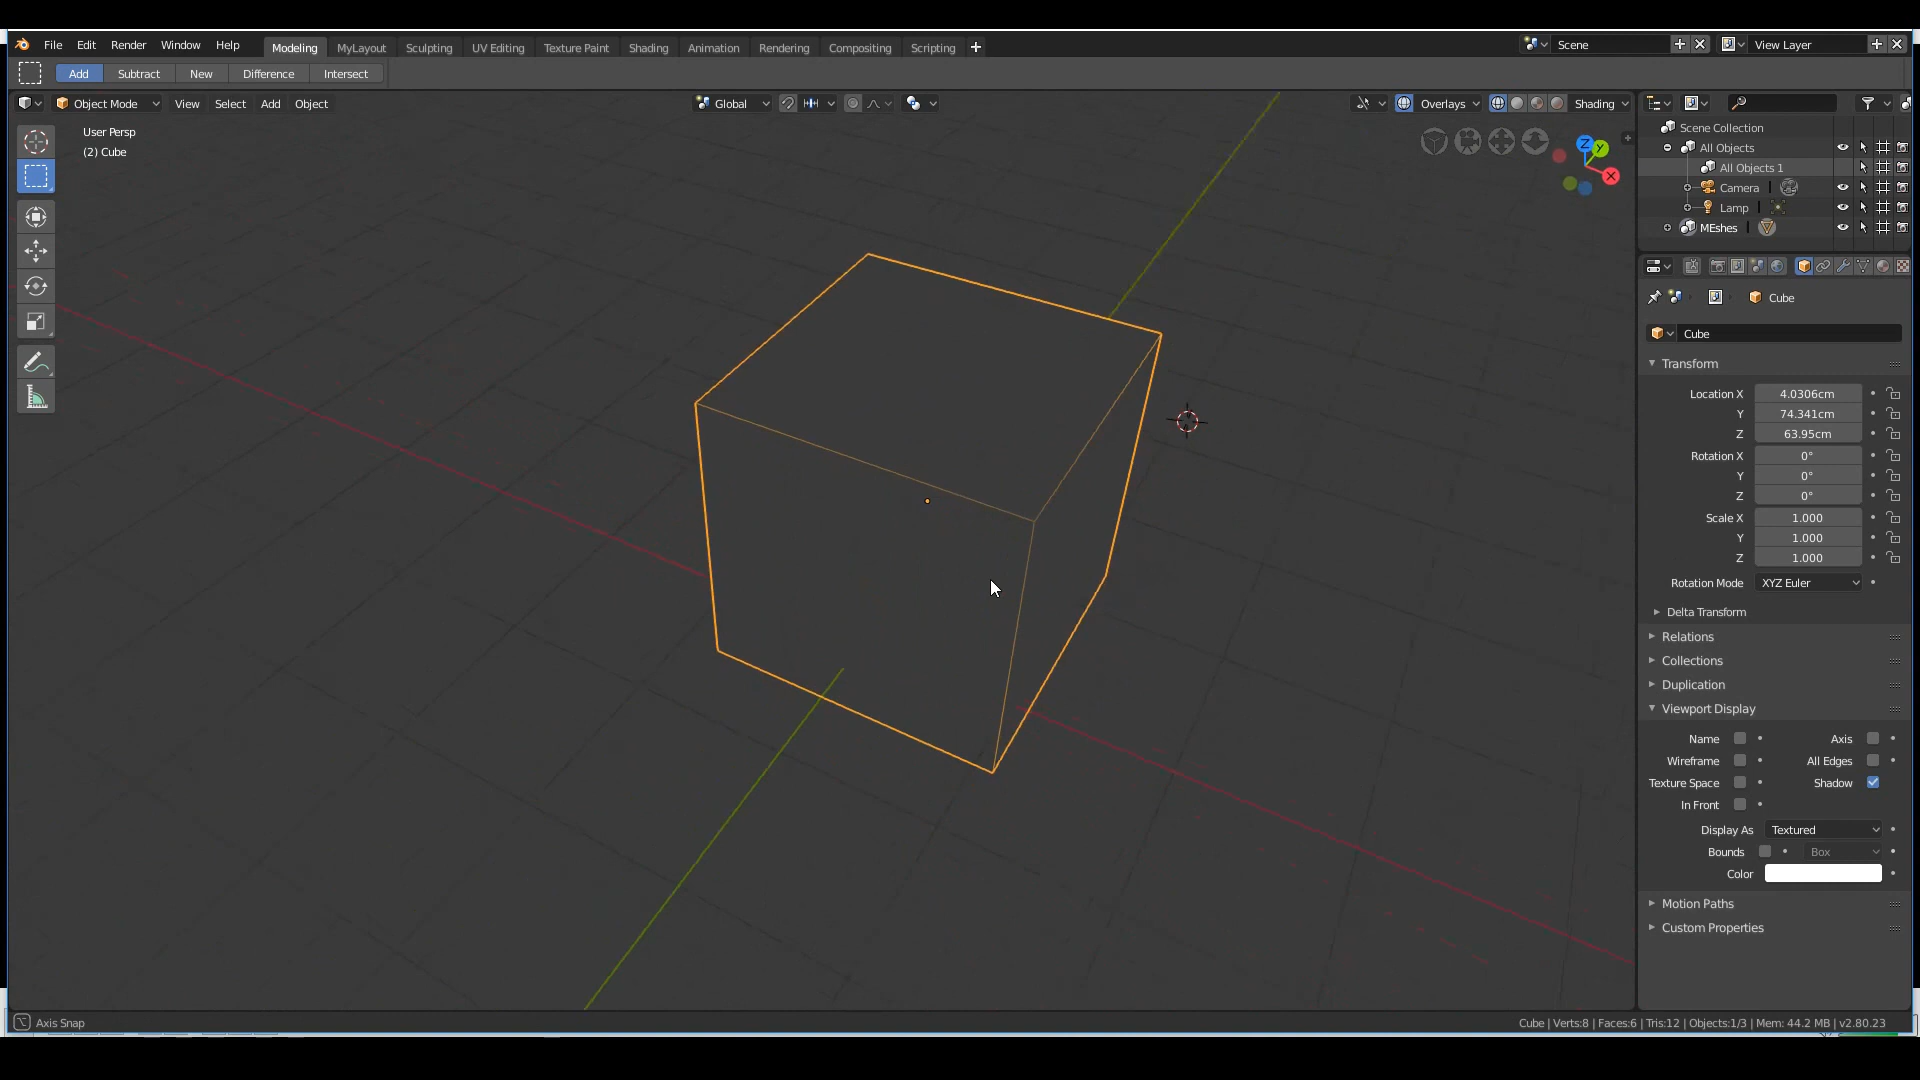 File Edit Render Window Help Modeling MyLayout Sculpting UV Editing Texture Paint Shading Animation Rendering Compositing Scripting + Scene View Layer
Add Subtract New Difference Intersect
Object Mode View Select Add Object Global Overlays Shading
User Persp
(2) Cube
Z Y X
Scene Collection
All Objects
All Objects 1
Camera
Lamp
MEshes
Cube
Cube
Transform
Location X 4.0306cm
Y 74.341cm
Z 63.95cm
Rotation X 0°
Y 0°
Z 0°
Scale X 1.000
Y 1.000
Z 1.000
Rotation Mode XYZ Euler
Delta Transform
Relations
Collections
Duplication
Viewport Display
Name Axis
Wireframe All Edges
Texture Space Shadow
In Front
Display As Textured
Bounds Box
Color
Motion Paths
Custom Properties
Axis Snap Cube | Verts:8 | Faces:6 | Tris:12 | Objects:1/3 | Mem: 44.2 MB | v2.80.23